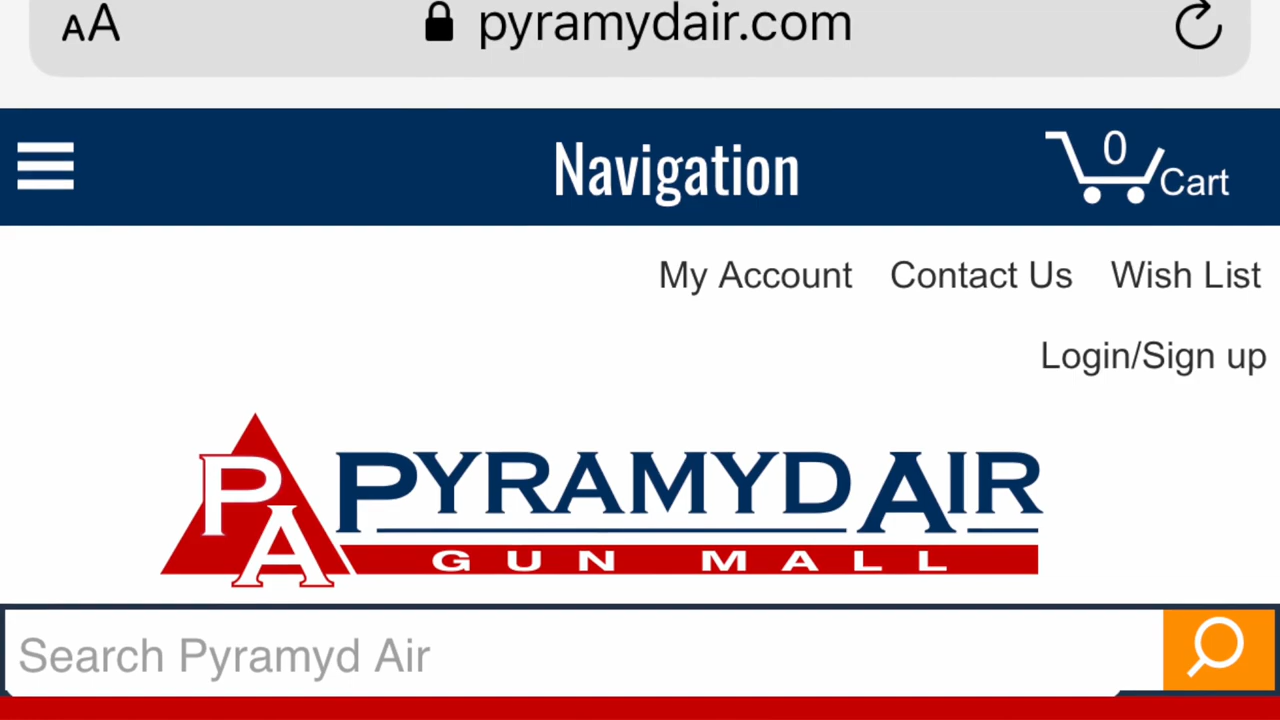 AA pyramydair.com
Navigation 0 Cart
My Account Contact Us Wish List
Login/Sign up
PA PYRAMYD AIR
GUN MALL
Search Pyramyd Air